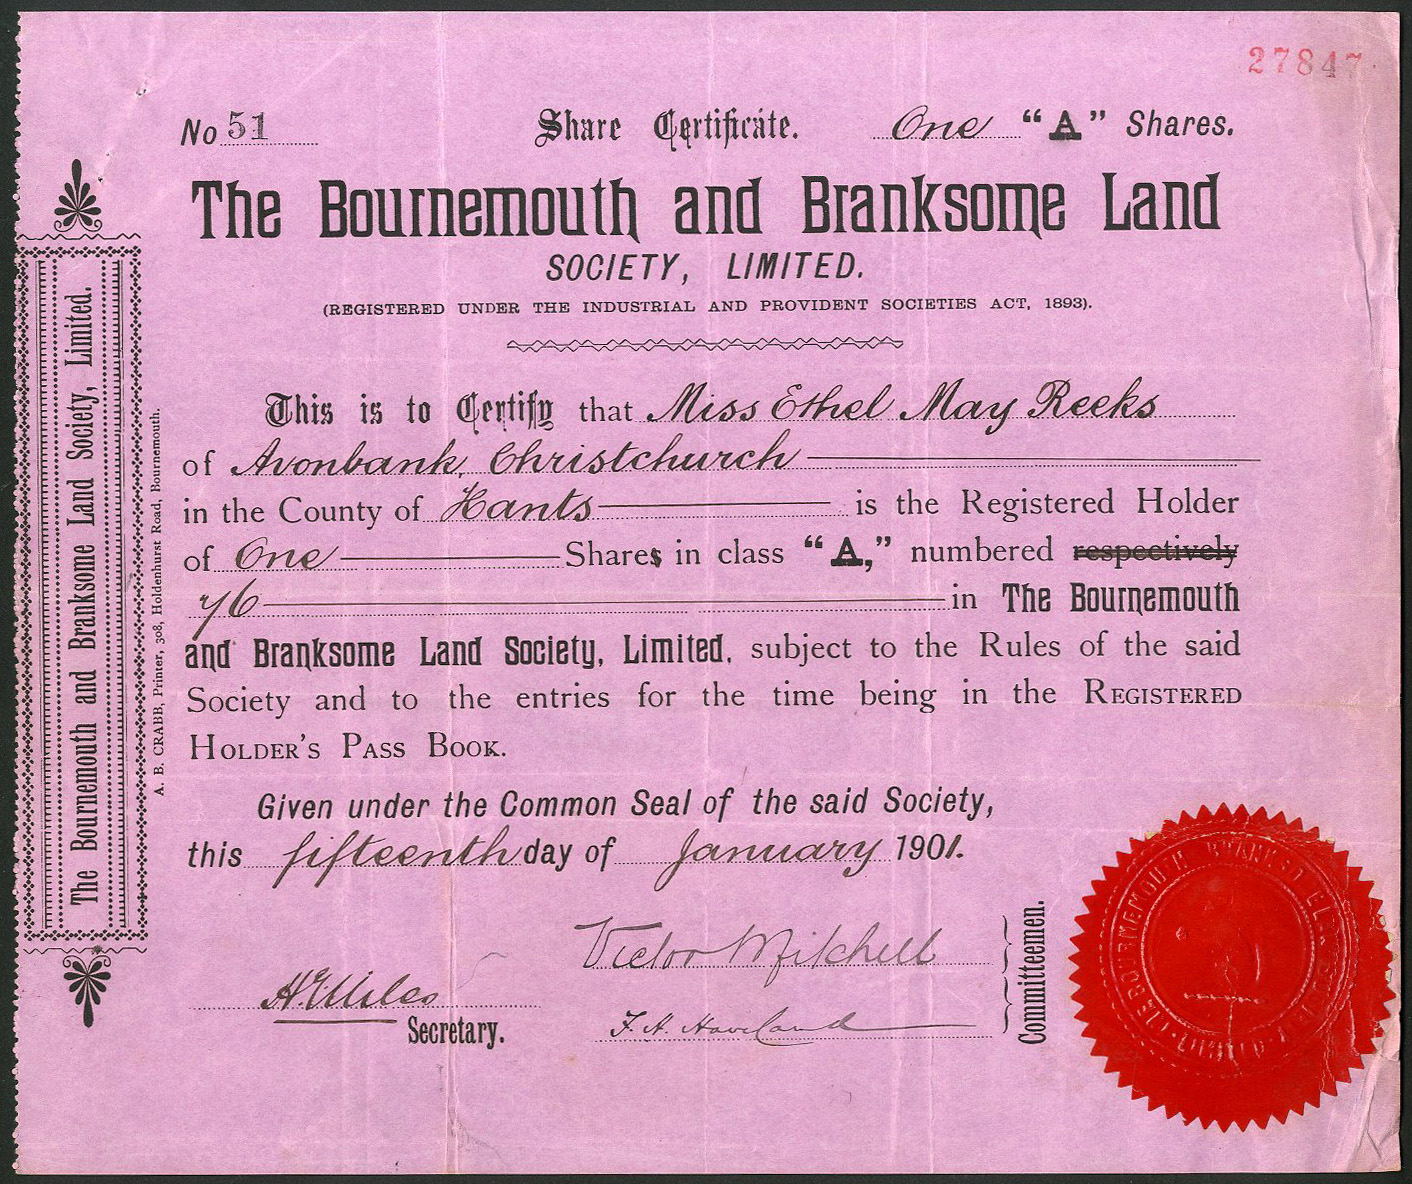 27847
No 51 Share Certificate. One "A" Shares.
The Bournemouth and Branksome Land
SOCIETY, LIMITED.
(REGISTERED UNDER THE INDUSTRIAL AND PROVIDENT SOCIETIES ACT, 1893).
This is to Certify that Miss Ethel May Reeks
of Avonbank, Christchurch
in the County of Hants is the Registered Holder
of One Shares in class "A," numbered respectively
76 in The Bournemouth
and Branksome Land Society, Limited, subject to the Rules of the said
Society and to the entries for the time being in the REGISTERED
HOLDER'S PASS BOOK.
Given under the Common Seal of the said Society,
this fifteenth day of January 1901.
Victor Mitchell
Miles
Secretary.
F. H. Haviland
Committeemen.
The Bournemouth and Branksome Land Society, Limited.
A. B. CRABB, Printer, 308, Holdenhurst Road, Bournemouth.
BOURNEMOUTH
LIMITED